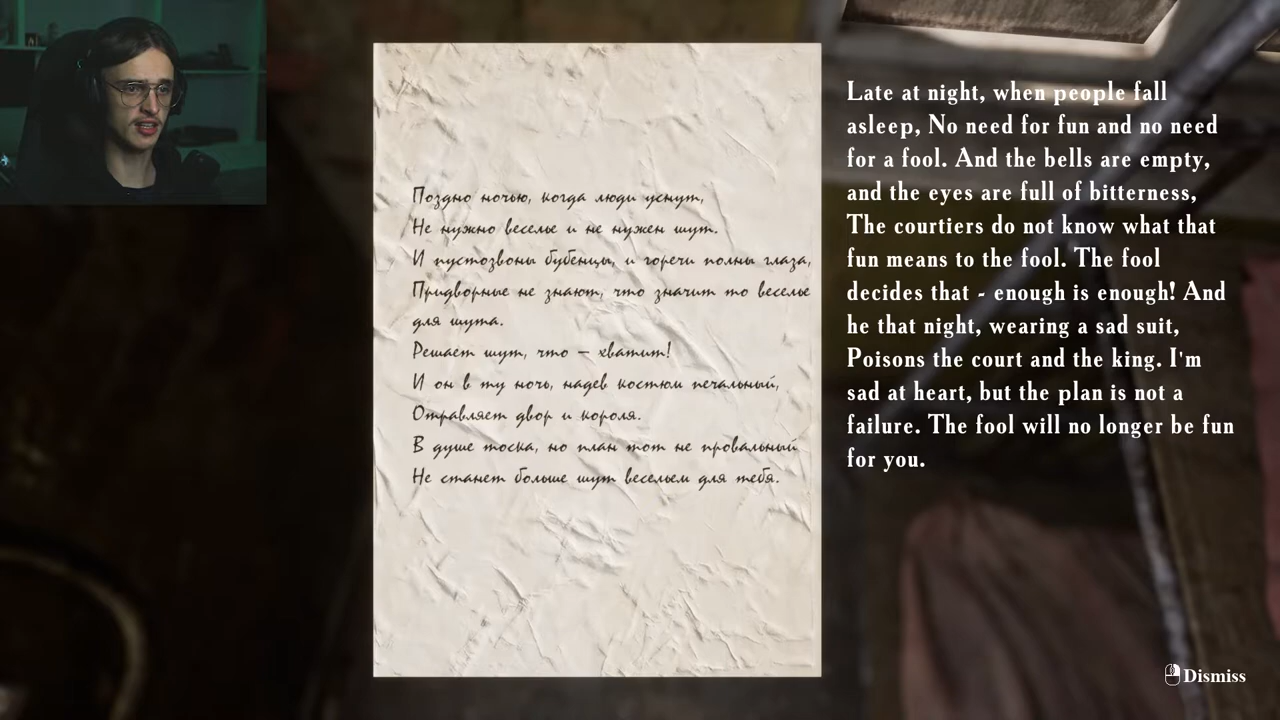 Поздно ночью, когда люди уснут,
Не нужно веселье и не нужен шут.
И пустозвоны бубенцы, и горечи полны глаза,
Придворные не знают, что значит то веселье
для шута.
Решает шут, что — хватит!
И он в ту ночь, надев костюм печальный,
Отравляет двор и короля.
В душе тоска, но план тот не провальный
Не станет больше шут весельем для тебя.
Late at night, when people fall
asleep, No need for fun and no need
for a fool. And the bells are empty,
and the eyes are full of bitterness,
The courtiers do not know what that
fun means to the fool. The fool
decides that - enough is enough! And
he that night, wearing a sad suit,
Poisons the court and the king. I'm
sad at heart, but the plan is not a
failure. The fool will no longer be fun
for you.
Dismiss